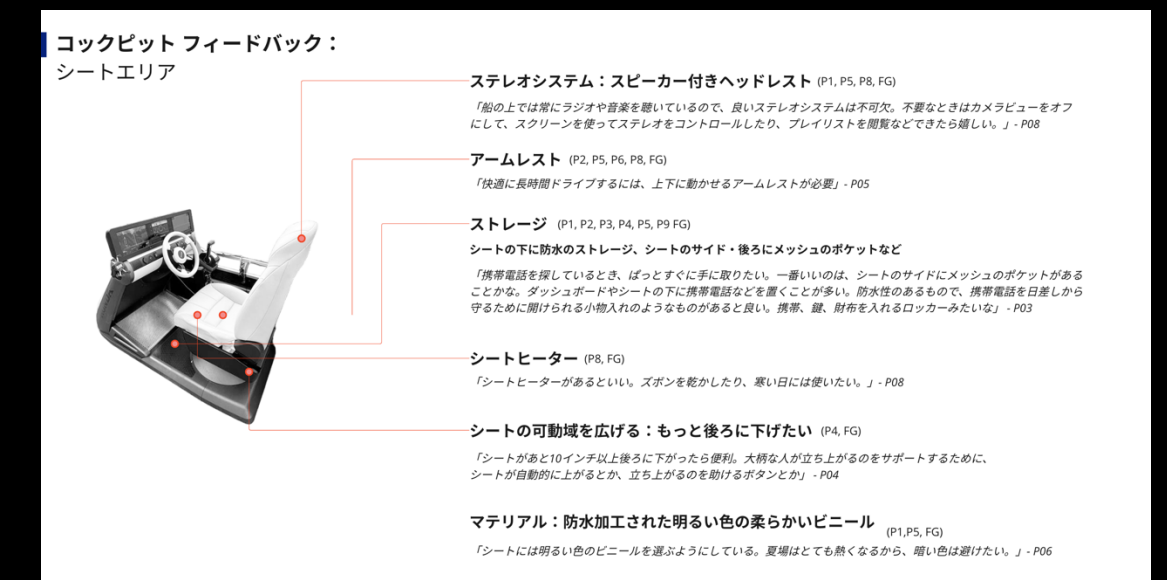 コックピット フィードバック：
シートエリア
ステレオシステム：スピーカー付きヘッドレスト (P1, P5, P8, FG)
「船の上では常にラジオや音楽を聴いているので、良いステレオシステムは不可欠。不要なときはカメラビューをオフ
にして、スクリーンを使ってステレオをコントロールしたり、プレイリストを閲覧などできたら嬉しい。」- P08
アームレスト (P2, P5, P6, P8, FG)
「快適に長時間ドライブするには、上下に動かせるアームレストが必要」- P05
ストレージ (P1, P2, P3, P4, P5, P9 FG)
シートの下に防水のストレージ、シートのサイド・後ろにメッシュのポケットなど
「携帯電話を探しているとき、ぱっとすぐに手に取りたい。一番いいのは、シートのサイドにメッシュのポケットがある
ことかな。ダッシュボードやシートの下に携帯電話などを置くことが多い。防水性のあるもので、携帯電話を日差しから
守るために開けられる小物入れのようなものがあると良い。携帯、鍵、財布を入れるロッカーみたいな」 - P03
シートヒーター (P8, FG)
「シートヒーターがあるといい。ズボンを乾かしたり、寒い日には使いたい。」- P08
シートの可動域を広げる：もっと後ろに下げたい (P4, FG)
「シートがあと10インチ以上後ろに下がったら便利。大柄な人が立ち上がるのをサポートするために、
シートが自動的に上がるとか、立ち上がるのを助けるボタンとか」 - P04
マテリアル：防水加工された明るい色の柔らかいビニール (P1,P5, FG)
「シートには明るい色のビニールを選ぶようにしている。夏場はとても熱くなるから、暗い色は避けたい。」- P06